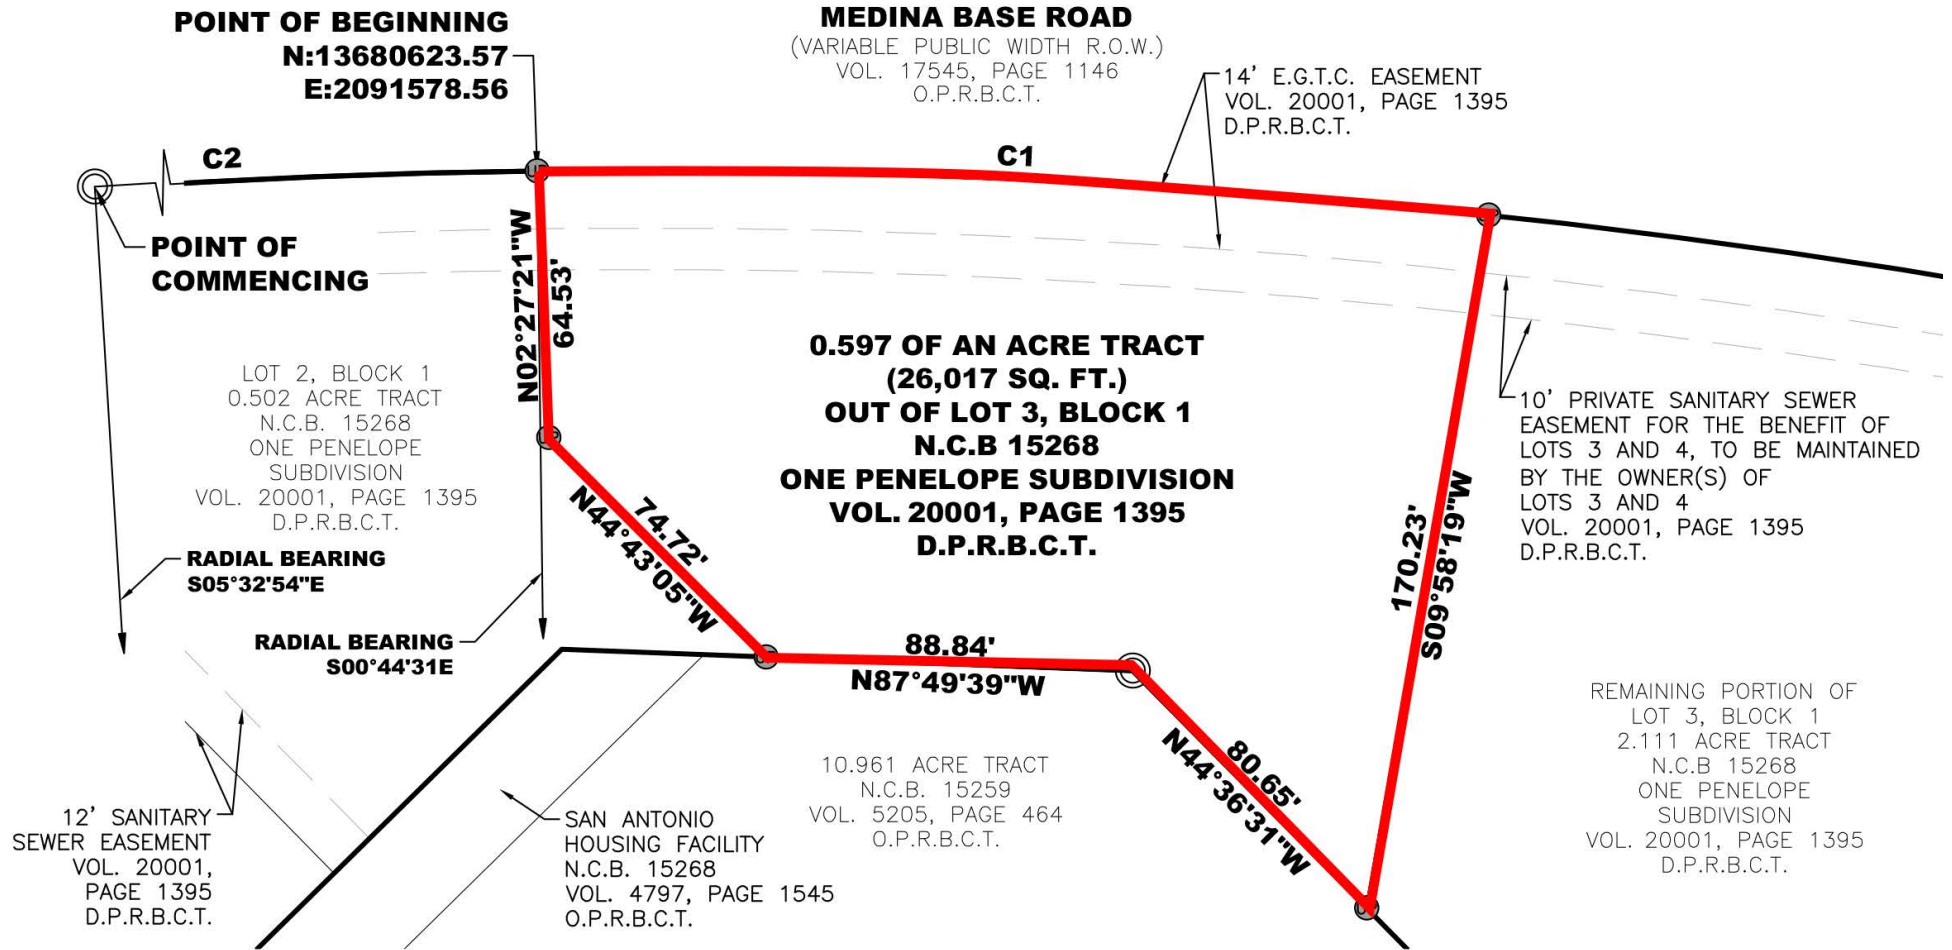 POINT OF BEGINNING
N:13680623.57
E:2091578.56
MEDINA BASE ROAD
(VARIABLE PUBLIC WIDTH R.O.W.)
VOL. 17545, PAGE 1146
O.P.R.B.C.T.
14' E.G.T.C. EASEMENT
VOL. 20001, PAGE 1395
D.P.R.B.C.T.
C2
C1
POINT OF
COMMENCING
N02°27'21"W
64.53'
LOT 2, BLOCK 1
0.502 ACRE TRACT
N.C.B. 15268
ONE PENELOPE
SUBDIVISION
VOL. 20001, PAGE 1395
D.P.R.B.C.T.
0.597 OF AN ACRE TRACT
(26,017 SQ. FT.)
OUT OF LOT 3, BLOCK 1
N.C.B 15268
ONE PENELOPE SUBDIVISION
VOL. 20001, PAGE 1395
D.P.R.B.C.T.
10' PRIVATE SANITARY SEWER
EASEMENT FOR THE BENEFIT OF
LOTS 3 AND 4, TO BE MAINTAINED
BY THE OWNER(S) OF
LOTS 3 AND 4
VOL. 20001, PAGE 1395
D.P.R.B.C.T.
170.23'
S09°58'19"W
74.72'
N44°43'05"W
RADIAL BEARING
S05°32'54"E
RADIAL BEARING
S00°44'31E
88.84'
N87°49'39"W
80.65'
N44°36'31"W
REMAINING PORTION OF
LOT 3, BLOCK 1
2.111 ACRE TRACT
N.C.B 15268
ONE PENELOPE
SUBDIVISION
VOL. 20001, PAGE 1395
D.P.R.B.C.T.
10.961 ACRE TRACT
N.C.B. 15259
VOL. 5205, PAGE 464
O.P.R.B.C.T.
12' SANITARY
SEWER EASEMENT
VOL. 20001,
PAGE 1395
D.P.R.B.C.T.
SAN ANTONIO
HOUSING FACILITY
N.C.B. 15268
VOL. 4797, PAGE 1545
O.P.R.B.C.T.